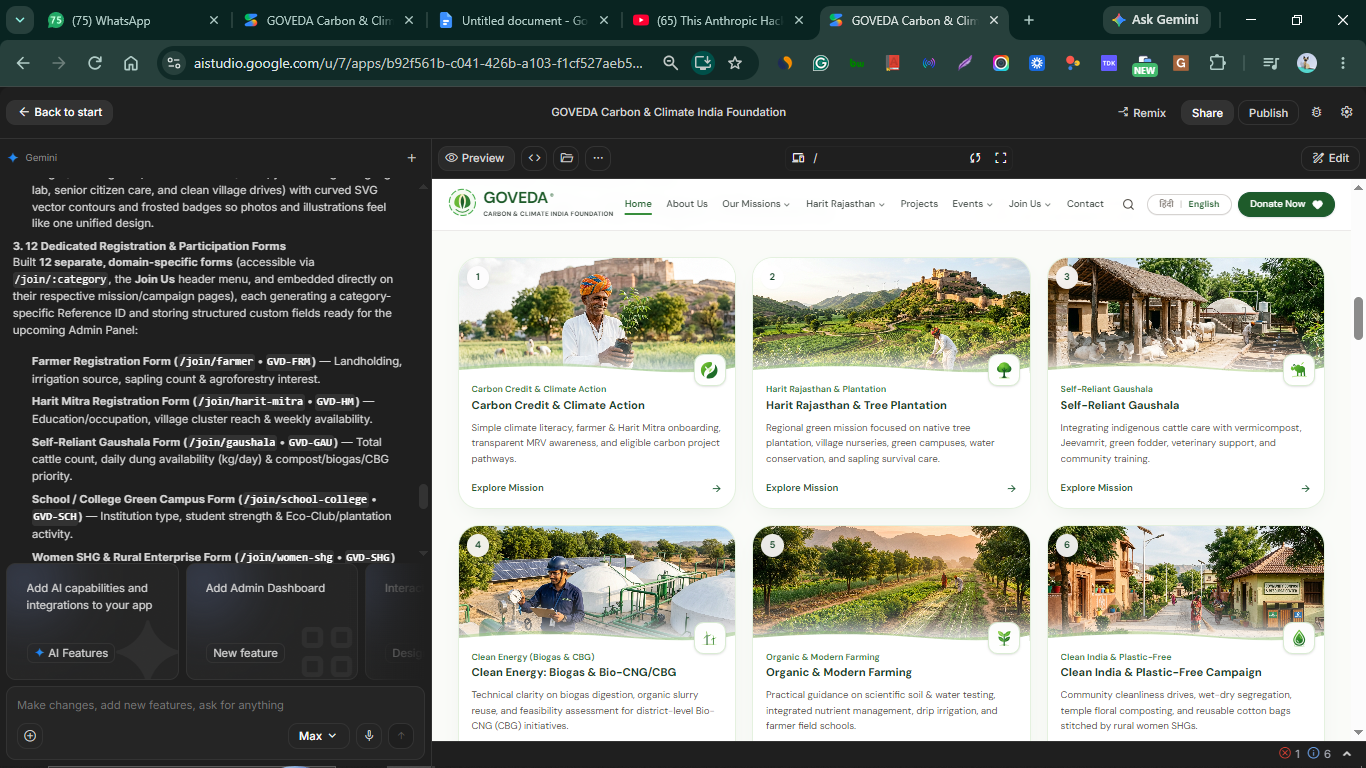 (75) WhatsApp
GOVEDA Carbon & Clim
Untitled document - Go
(65) This Anthropic Hac
GOVEDA Carbon & Clim
Ask Gemini
aistudio.google.com/u/7/apps/b92f561b-c041-426b-a103-f1cf527aeb5...
NEW
TDK
G
Back to start
GOVEDA Carbon & Climate India Foundation
Remix
Share
Publish
Gemini
lab, senior citizen care, and clean village drives) with curved SVG
vector contours and frosted badges so photos and illustrations feel
like one unified design.
3. 12 Dedicated Registration & Participation Forms
Built 12 separate, domain-specific forms (accessible via
/join/:category, the Join Us header menu, and embedded directly on
their respective mission/campaign pages), each generating a category-
specific Reference ID and storing structured custom fields ready for the
upcoming Admin Panel:
Farmer Registration Form (/join/farmer • GVD-FRM) — Landholding,
irrigation source, sapling count & agroforestry interest.
Harit Mitra Registration Form (/join/harit-mitra • GVD-HM) —
Education/occupation, village cluster reach & weekly availability.
Self-Reliant Gaushala Form (/join/gaushala • GVD-GAU) — Total
cattle count, daily dung availability (kg/day) & compost/biogas/CBG
priority.
School / College Green Campus Form (/join/school-college •
GVD-SCH) — Institution type, student strength & Eco-Club/plantation
activity.
Women SHG & Rural Enterprise Form (/join/women-shg • GVD-SHG)
Add AI capabilities and
integrations to your app
AI Features
Add Admin Dashboard
New feature
Interac
Desig
Make changes, add new features, ask for anything
Max
Preview
/
Edit
GOVEDA
CARBON & CLIMATE INDIA FOUNDATION
Home
About Us
Our Missions
Harit Rajasthan
Projects
Events
Join Us
Contact
हिंदी | English
Donate Now
1
Carbon Credit & Climate Action
Carbon Credit & Climate Action
Simple climate literacy, farmer & Harit Mitra onboarding,
transparent MRV awareness, and eligible carbon project
pathways.
Explore Mission
2
Harit Rajasthan & Plantation
Harit Rajasthan & Tree Plantation
Regional green mission focused on native tree
plantation, village nurseries, green campuses, water
conservation, and sapling survival care.
Explore Mission
3
Self-Reliant Gaushala
Self-Reliant Gaushala
Integrating indigenous cattle care with vermicompost,
Jeevamrit, green fodder, veterinary support, and
community training.
Explore Mission
4
Clean Energy (Biogas & CBG)
Clean Energy: Biogas & Bio-CNG/CBG
Technical clarity on biogas digestion, organic slurry
reuse, and feasibility assessment for district-level Bio-
CNG (CBG) initiatives.
5
Organic & Modern Farming
Organic & Modern Farming
Practical guidance on scientific soil & water testing,
integrated nutrient management, drip irrigation, and
farmer field schools.
6
Clean India & Plastic-Free
Clean India & Plastic-Free Campaign
Community cleanliness drives, wet-dry segregation,
temple floral composting, and reusable cotton bags
stitched by rural women SHGs.
1
6